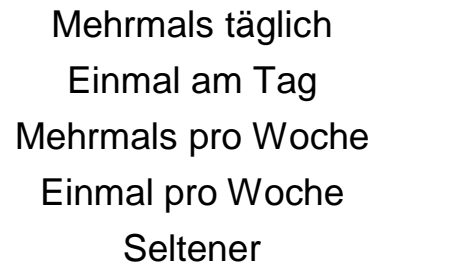 Mehrmals täglich
Einmal am Tag
Mehrmals pro Woche
Einmal pro Woche
Seltener